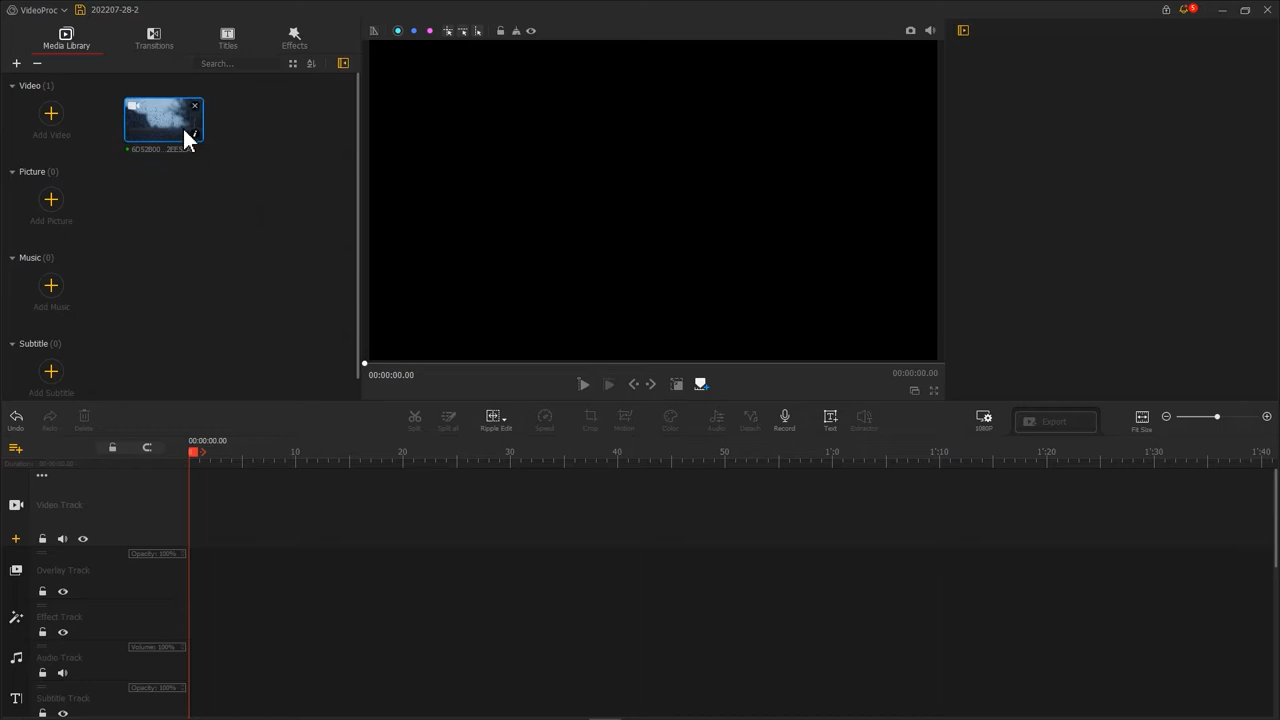 VideoProc 202207-28-2
5
Media Library Transitions Titles Effects
Search...
Video (1)
Add Video
6D52B00...2EE5
Picture (0)
Add Picture
Music (0)
Add Music
Subtitle (0)
Add Subtitle
00:00:00.00 00:00:00.00
Undo Redo Delete Split Split all Ripple Edit Speed Crop Motion Color Audio Detach Record Text Extractor 1080P Export Fit Size
00:00:00.00
10 20 30 40 50 1'0 1'10 1'20 1'30 1'40
Video Track
Opacity: 100%
Overlay Track
Effect Track
Volume: 100%
Audio Track
Opacity: 100%
Subtitle Track